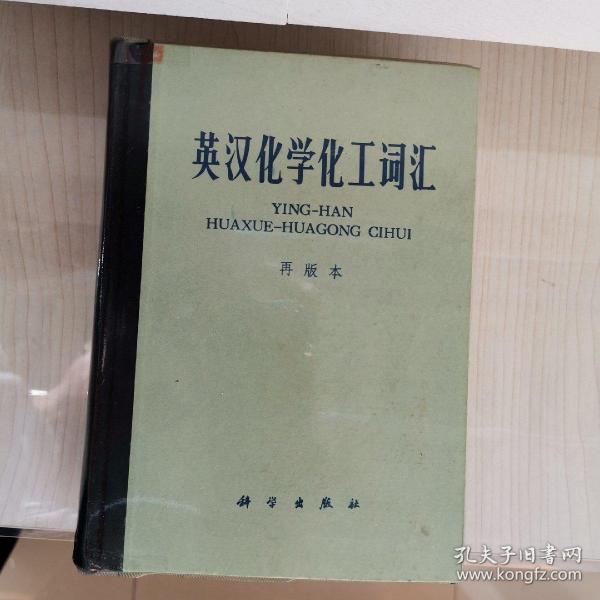 英汉化学化工词汇
YING-HAN
HUAXUE-HUAGONG CIHUI
再版本
科学出版社
孔夫子旧书网
www.kongfz.com